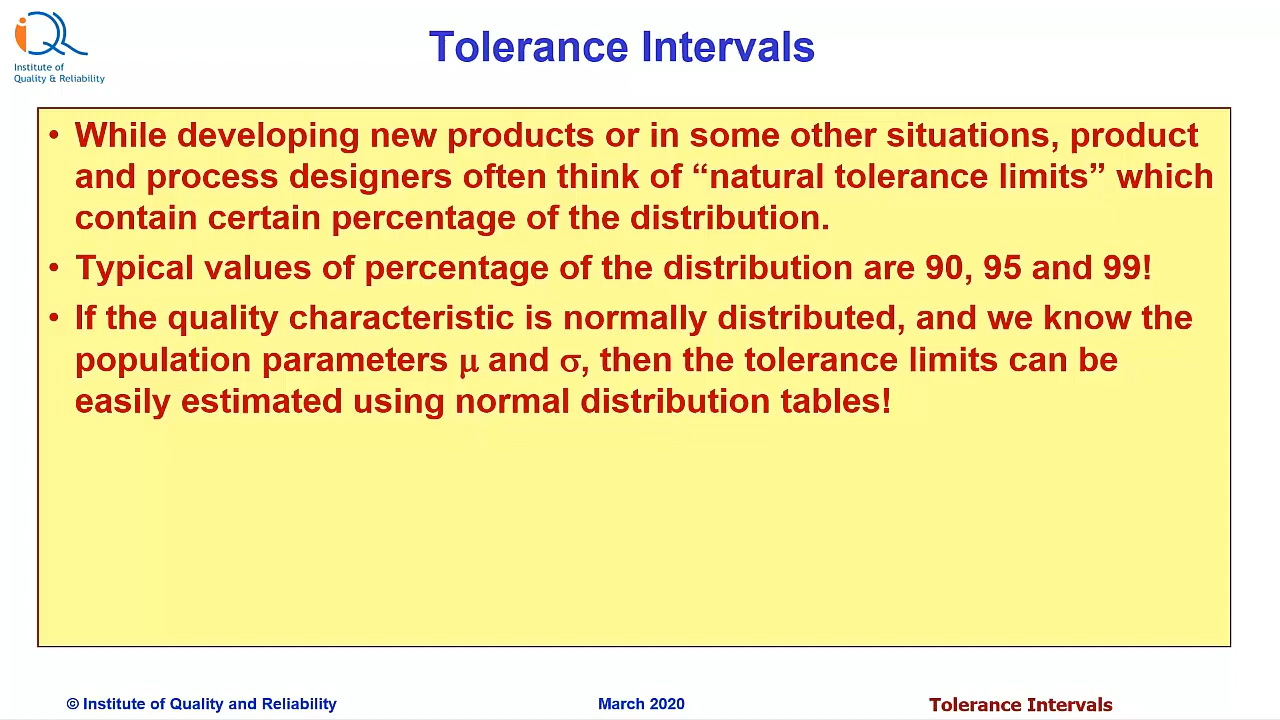 Tolerance Intervals
iQ
Institute of
Quality & Reliability
• While developing new products or in some other situations, product
and process designers often think of “natural tolerance limits” which
contain certain percentage of the distribution.
• Typical values of percentage of the distribution are 90, 95 and 99!
• If the quality characteristic is normally distributed, and we know the
population parameters μ and σ, then the tolerance limits can be
easily estimated using normal distribution tables!
© Institute of Quality and Reliability
March 2020
Tolerance Intervals